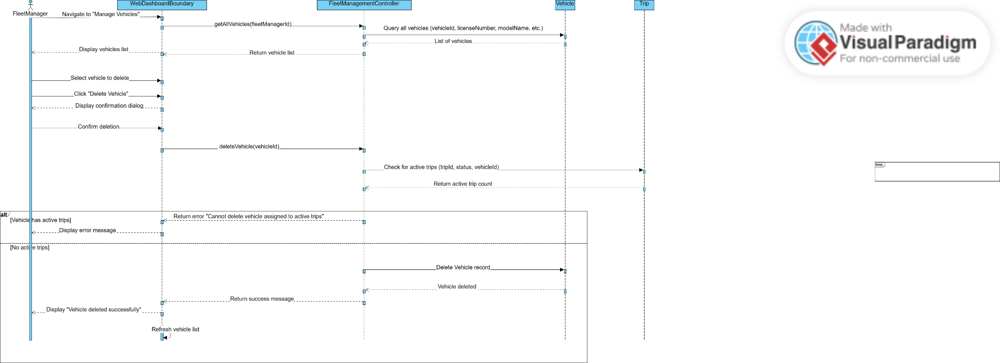 WebDashboardBoundary
FleetManagementController
Vehicle
Trip
FleetManager
Navigate to "Manage Vehicles"
getAllVehicles(fleetManagerId)
Query all vehicles (vehicleId, licenseNumber, modelName, etc.)
List of vehicles
Display vehicles list
Return vehicle list
Made with
Visual Paradigm
For non-commercial use
Select vehicle to delete
Click "Delete Vehicle"
Display confirmation dialog
Confirm deletion
deleteVehicle(vehicleId)
Check for active trips (tripId, status, vehicleId)
loop
Return active trip count
alt
[Vehicle has active trips]
Return error "Cannot delete vehicle assigned to active trips"
Display error message
[No active trips]
Delete Vehicle record
Vehicle deleted
Return success message
Display "Vehicle deleted successfully"
Refresh vehicle list